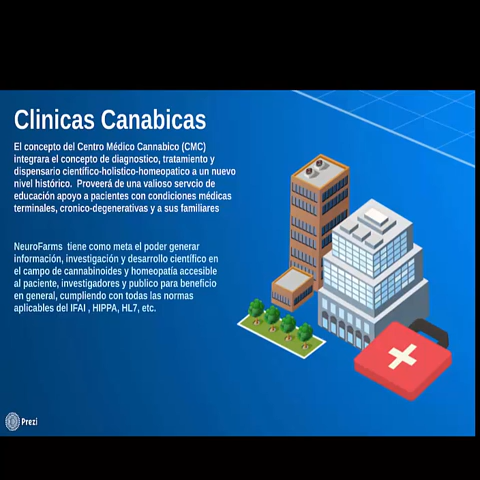 Clinicas Canabicas
El concepto del Centro Médico Cannabico (CMC)
integrara el concepto de diagnostico, tratamiento y
dispensario científico-holistico-homeopatico a un nuevo
nivel histórico. Proveerá de una valioso servcio de
educación apoyo a pacientes con condiciones médicas
terminales, cronico-degenerativas y a sus familiares
NeuroFarms tiene como meta el poder generar
información, investigación y desarrollo científico en
el campo de cannabinoides y homeopatía accesible
al paciente, investigadores y publico para beneficio
en general, cumpliendo con todas las normas
aplicables del IFAI , HIPPA, HL7, etc.
Prezi